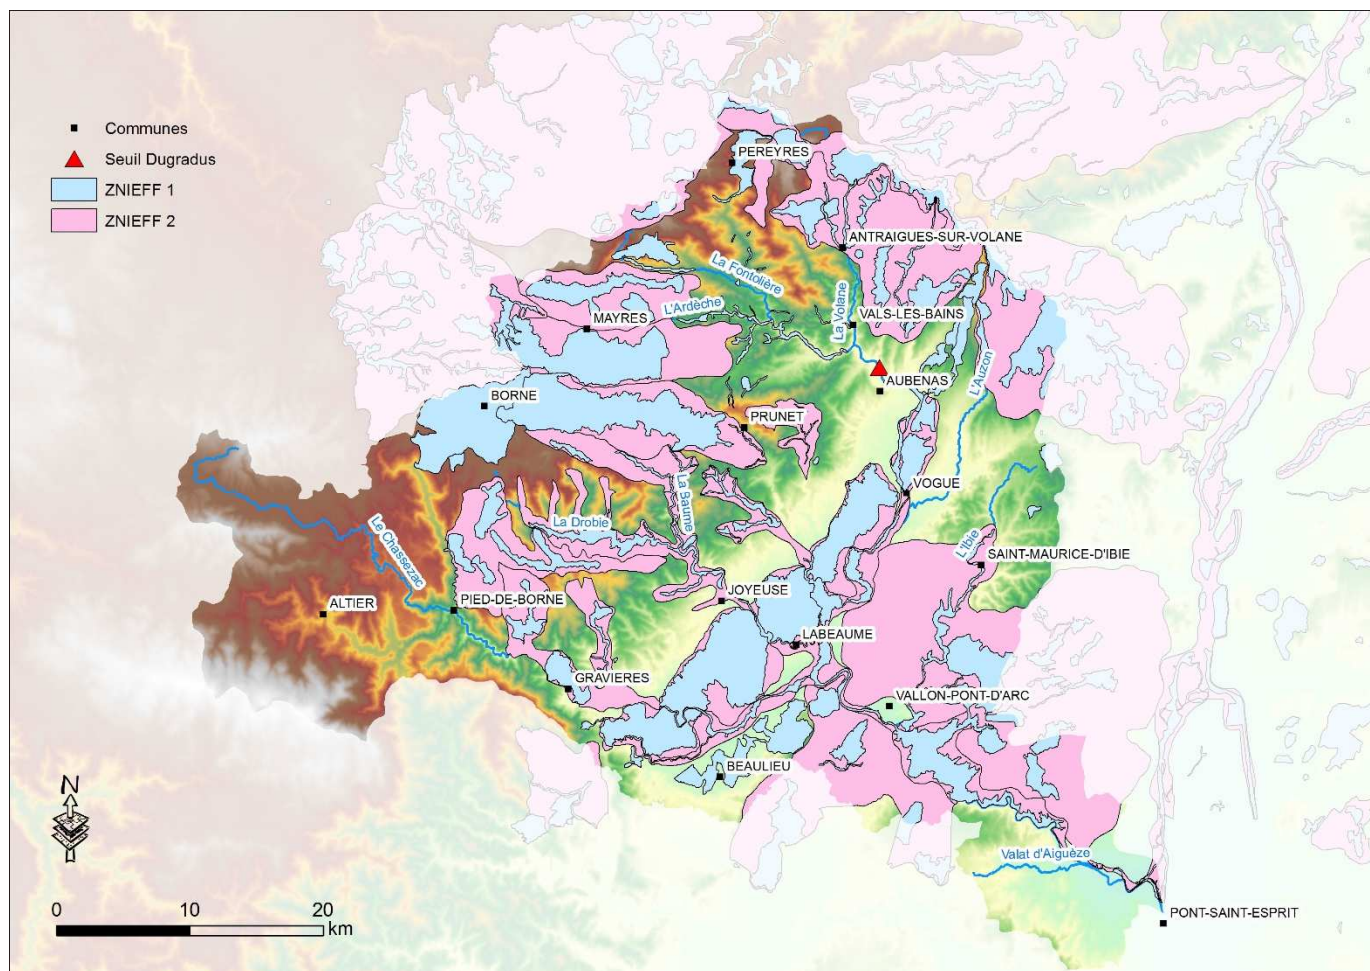 Communes
Seuil Dugradus
ZNIEFF 1
ZNIEFF 2
PEREYRES
ANTRAIGUES-SUR-VOLANE
La Fontolière
La Volane
L'Ardèche
MAYRES
VALS-LES-BAINS
L'Auzon
AUBENAS
BORNE
PRUNET
VOGUE
La Baume
La Drobie
L'Ibie
SAINT-MAURICE-D'IBIE
Le Chassezac
ALTIER
PIED-DE-BORNE
JOYEUSE
LABEAUME
GRAVIERES
VALLON-PONT-D'ARC
BEAULIEU
N
Valat d'Aiguèze
PONT-SAINT-ESPRIT
0 10 20
km